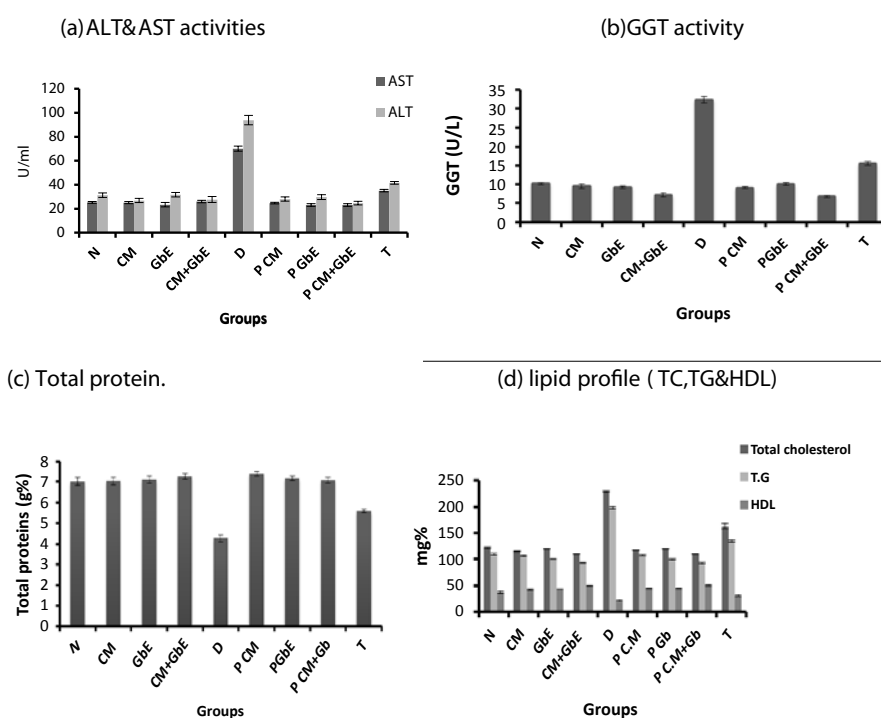 (a) ALT&AST activities
AST
ALT
U/ml
120
100
80
60
40
20
0
N CM GbE CM+GbE D P CM P GbE P CM+GbE T
Groups
(b)GGT activity
GGT (U/L)
35
30
25
20
15
10
5
0
N CM GbE CM+GbE D P CM PGbE P CM+GbE T
Groups
(c) Total protein.
Total proteins (g%)
8
7
6
5
4
3
2
1
0
N CM GbE CM+GbE D P CM PGbE P CM+Gb T
Groups
(d) lipid profile ( TC,TG&HDL)
Total cholesterol
T.G
HDL
mg%
250
200
150
100
50
0
N CM GbE CM+GbE D P C.M P Gb P C.M+Gb T
Groups